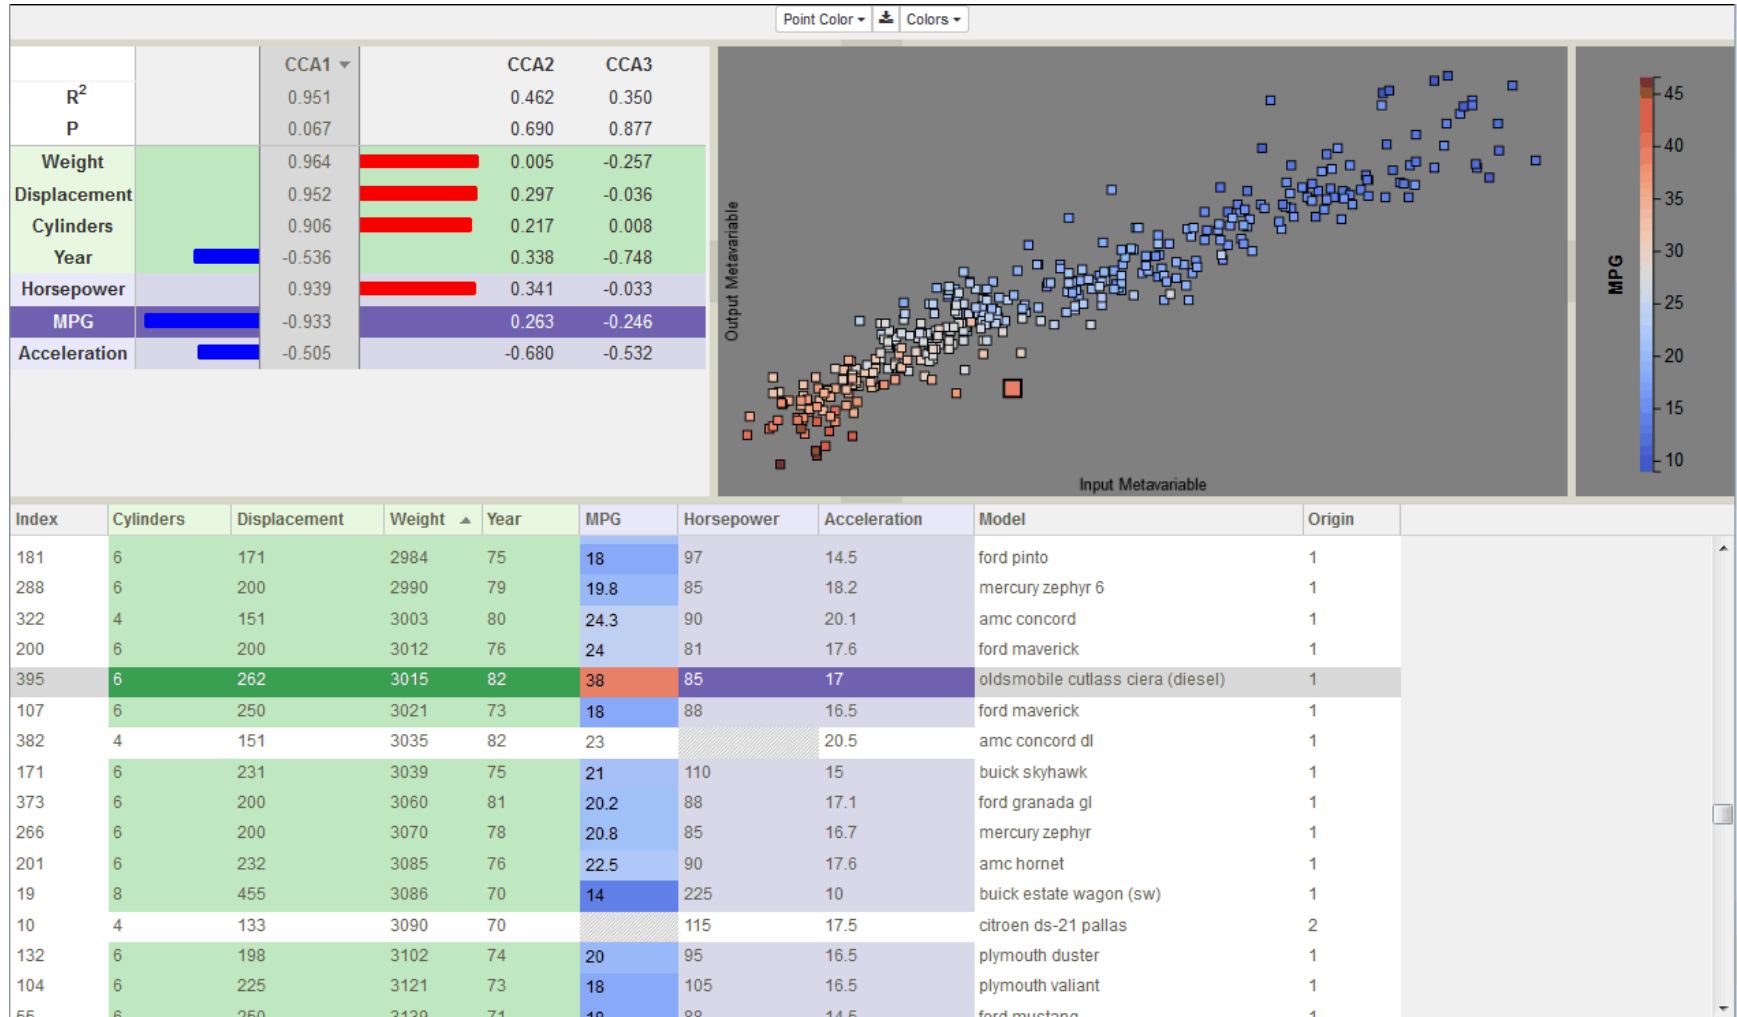 Point Color Colors
CCA1 CCA2 CCA3
R2 0.951 0.462 0.350
P 0.067 0.690 0.877
Weight 0.964 0.005 -0.257
Displacement 0.952 0.297 -0.036
Cylinders 0.906 0.217 0.008
Year -0.536 0.338 -0.748
Horsepower 0.939 0.341 -0.033
MPG -0.933 0.263 -0.246
Acceleration -0.505 -0.680 -0.532
Output Metavariable
Input Metavariable
MPG
45
40
35
30
25
20
15
10
Index Cylinders Displacement Weight Year MPG Horsepower Acceleration Model Origin
181 6 171 2984 75 18 97 14.5 ford pinto 1
288 6 200 2990 79 19.8 85 18.2 mercury zephyr 6 1
322 4 151 3003 80 24.3 90 20.1 amc concord 1
200 6 200 3012 76 24 81 17.6 ford maverick 1
395 6 262 3015 82 38 85 17 oldsmobile cutlass ciera (diesel) 1
107 6 250 3021 73 18 88 16.5 ford maverick 1
382 4 151 3035 82 23 20.5 amc concord dl 1
171 6 231 3039 75 21 110 15 buick skyhawk 1
373 6 200 3060 81 20.2 88 17.1 ford granada gl 1
266 6 200 3070 78 20.8 85 16.7 mercury zephyr 1
201 6 232 3085 76 22.5 90 17.6 amc hornet 1
19 8 455 3086 70 14 225 10 buick estate wagon (sw) 1
10 4 133 3090 70 115 17.5 citroen ds-21 pallas 2
132 6 198 3102 74 20 95 16.5 plymouth duster 1
104 6 225 3121 73 18 105 16.5 plymouth valiant 1
55 6 250 3139 71 18 88 14.5 ford mustang 1